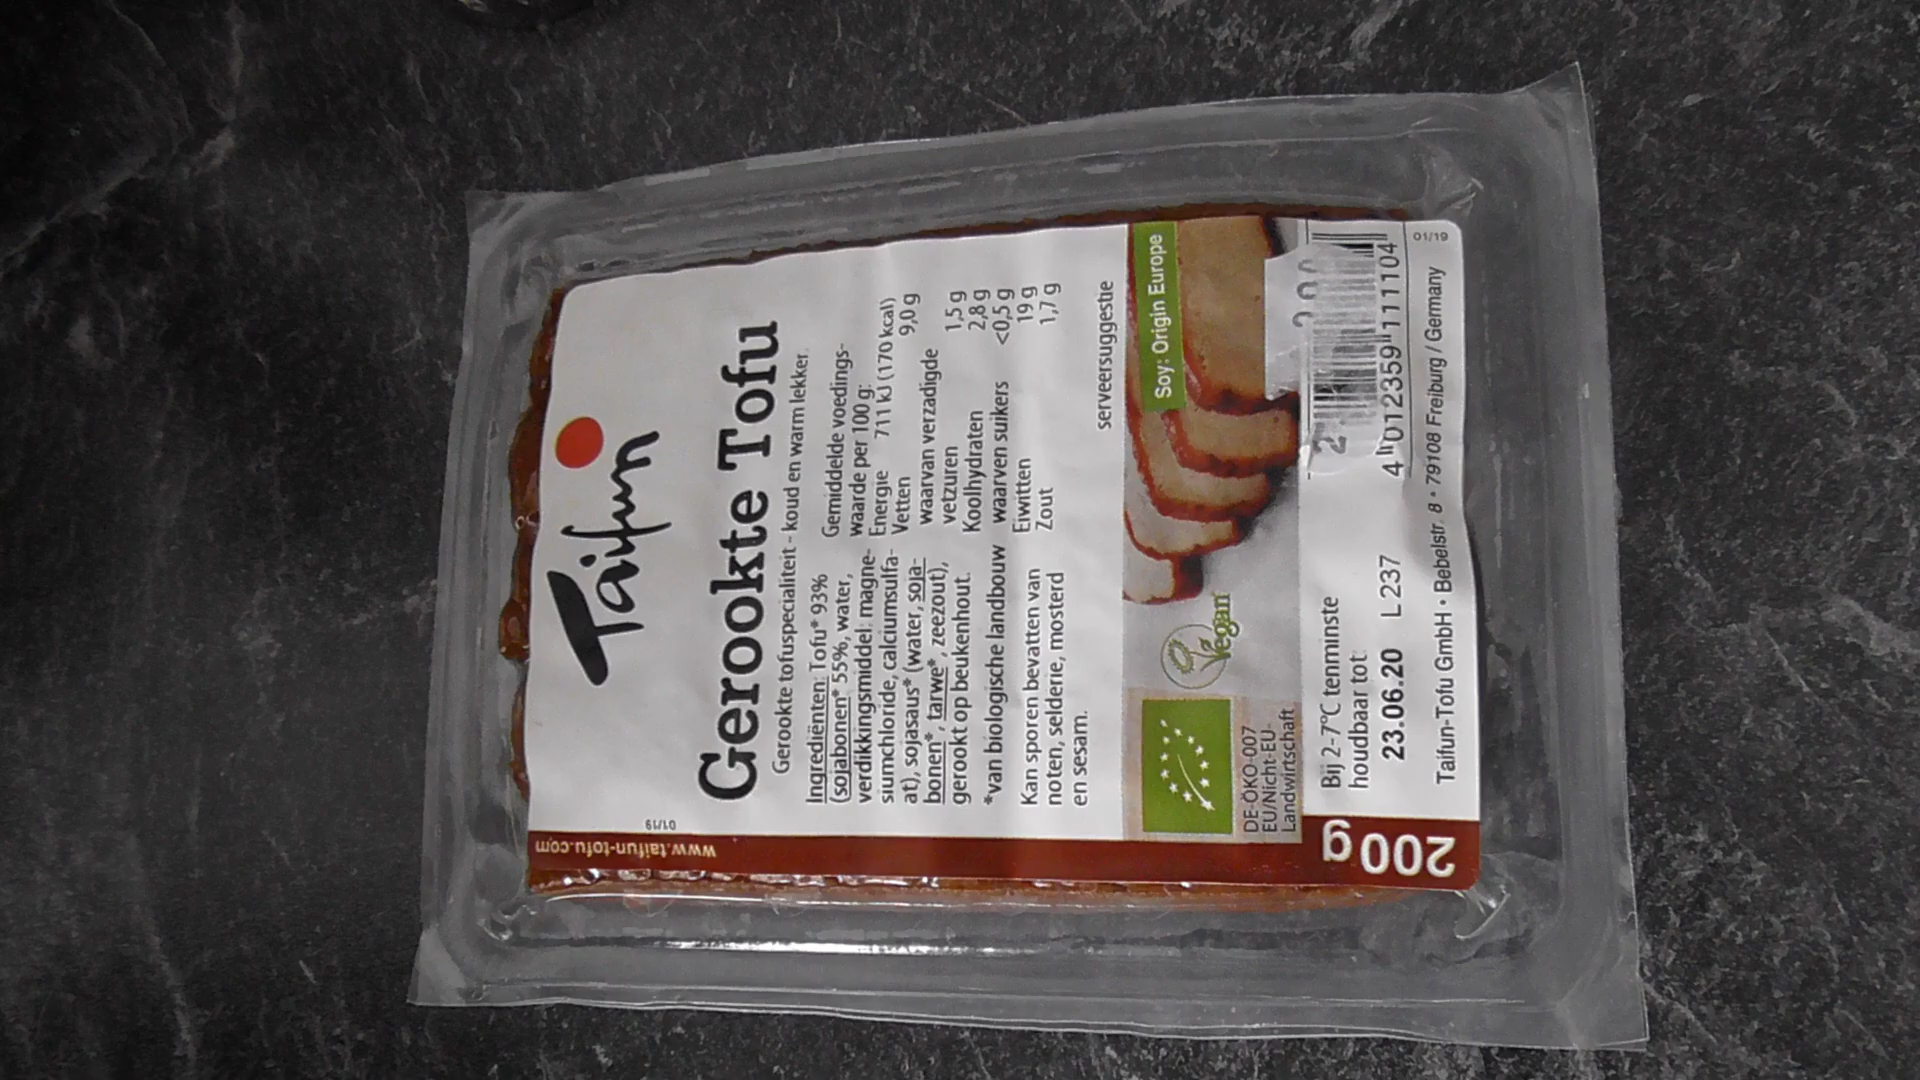 Taifun
Gerookte Tofu
Gerookte tofuspecialiteit - koud en warm lekker.
Ingrediënten: Tofu* 93%
(sojabonen* 55%, water,
verdikkingsmiddel: magne-
siumchloride, calciumsulfa-
at), sojasaus* (water, soja-
bonen*, tarwe*, zeezout),
gerookt op beukenhout.
*van biologische landbouw
Kan sporen bevatten van
noten, selderie, mosterd
en sesam.
Gemiddelde voedings-
waarde per 100 g:
Energie 711 kJ (170 kcal)
Vetten 9,0 g
waarvan verzadigde
vetzuren 1,5 g
Koolhydraten 2,8 g
waarven suikers <0,5 g
Eiwitten 19 g
Zout 1,7 g
serveersuggestie
Soy: Origin Europe
Vegan
DE-ÖKO-007
EU/Nicht-EU-
Landwirtschaft
Bij 2-7°C tenminste
houdbaar tot:
23.06.20 L237
4 012359 111104
01/19
Taifun-Tofu GmbH • Bebelstr. 8 • 79108 Freiburg / Germany
www.taifun-tofu.com
01/19
200g